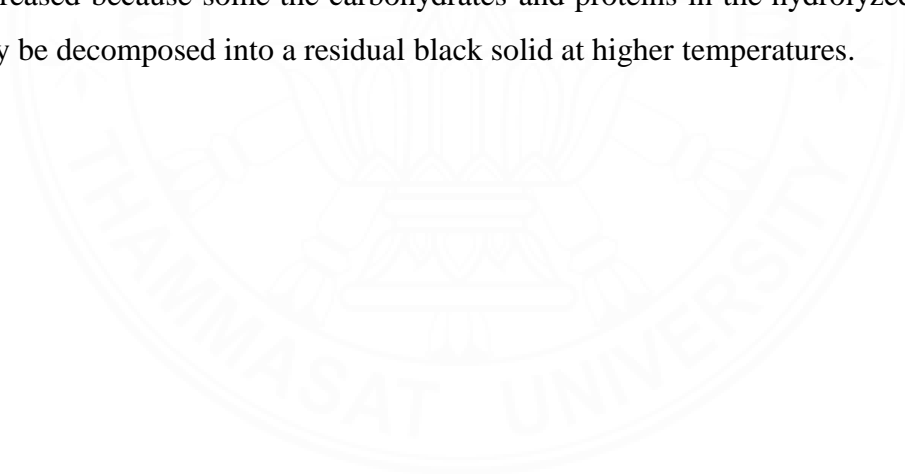 reased because some the carbohydrates and proteins in the hydrolyzed
y be decomposed into a residual black solid at higher temperatures.
THAMMASAT UNIVERSITY